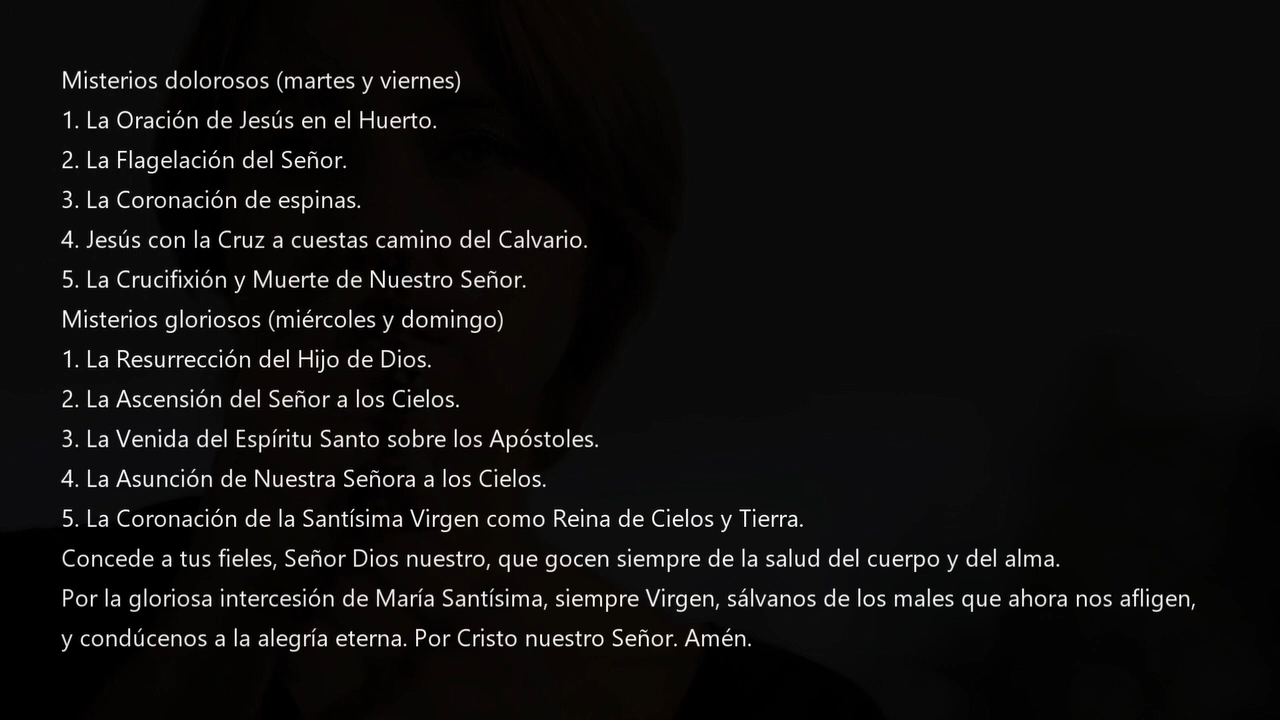 Misterios dolorosos (martes y viernes)
1. La Oración de Jesús en el Huerto.
2. La Flagelación del Señor.
3. La Coronación de espinas.
4. Jesús con la Cruz a cuestas camino del Calvario.
5. La Crucifixión y Muerte de Nuestro Señor.
Misterios gloriosos (miércoles y domingo)
1. La Resurrección del Hijo de Dios.
2. La Ascensión del Señor a los Cielos.
3. La Venida del Espíritu Santo sobre los Apóstoles.
4. La Asunción de Nuestra Señora a los Cielos.
5. La Coronación de la Santísima Virgen como Reina de Cielos y Tierra.
Concede a tus fieles, Señor Dios nuestro, que gocen siempre de la salud del cuerpo y del alma.
Por la gloriosa intercesión de María Santísima, siempre Virgen, sálvanos de los males que ahora nos afligen,
y condúcenos a la alegría eterna. Por Cristo nuestro Señor. Amén.